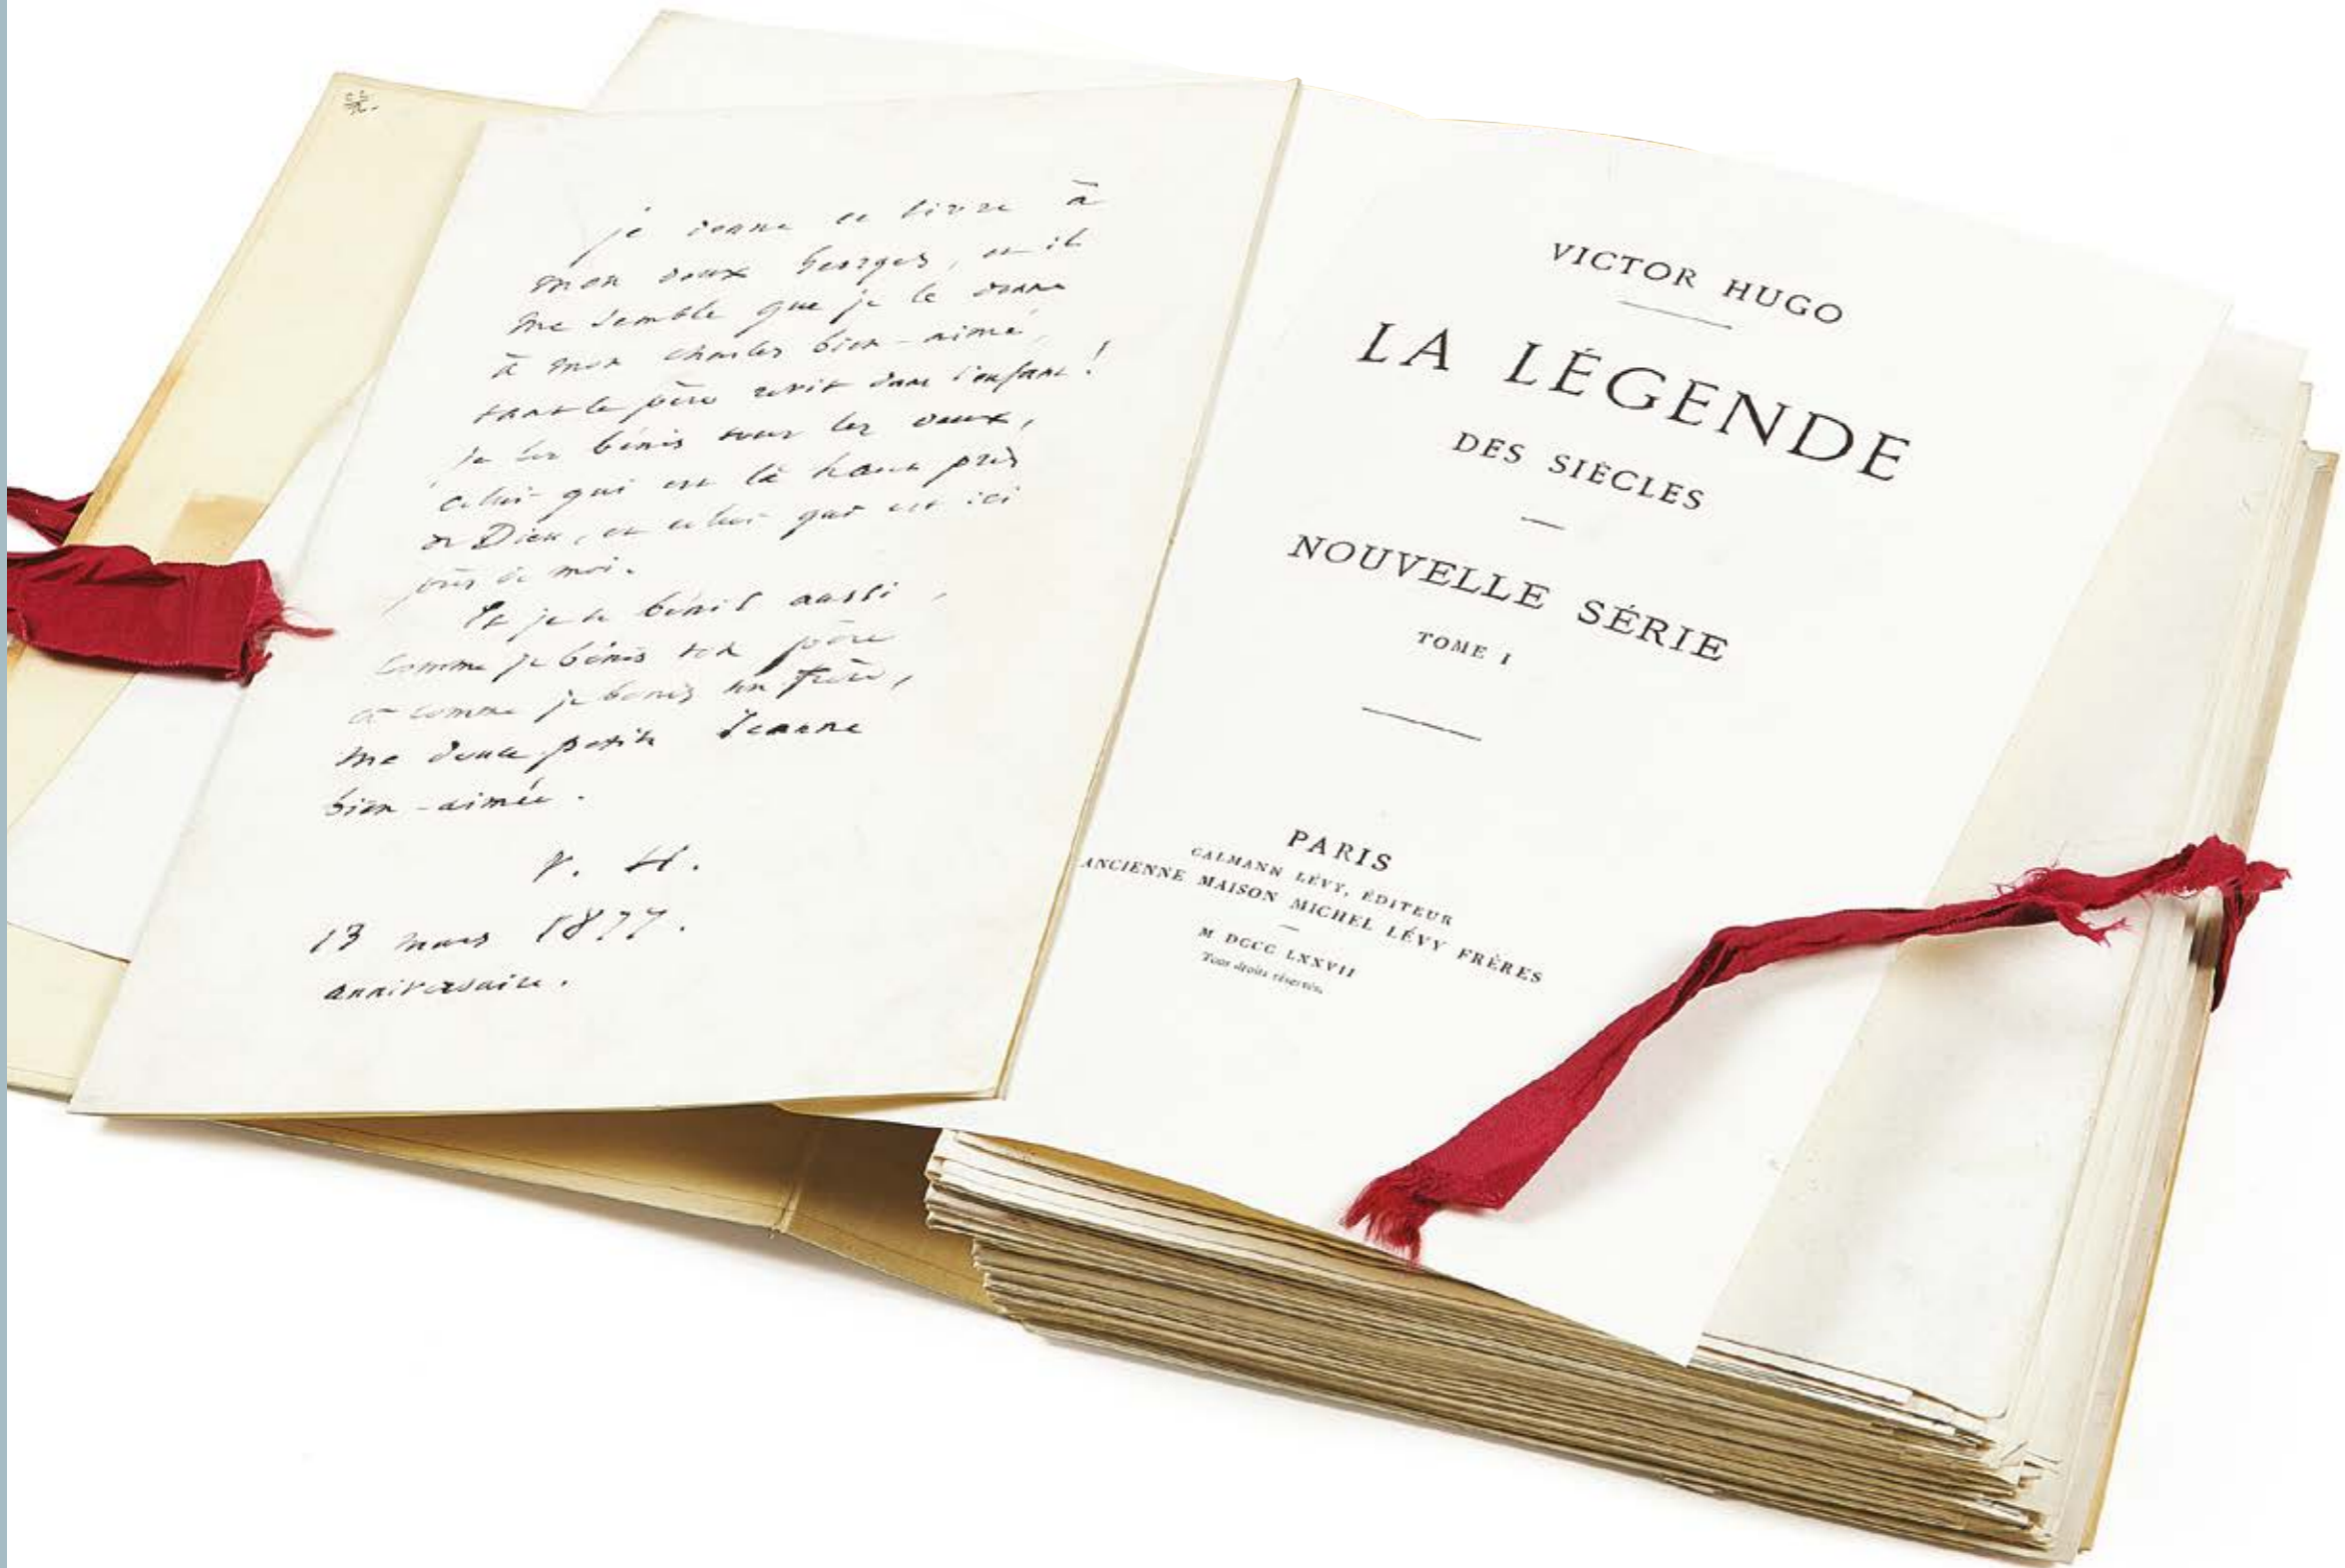 je donne ce livre à
mon doux Georges, et il
me semble que je le donne
à mon Charles bien-aimé,
tant le père revit dans l'enfant !
je les bénis tous les deux,
celui qui est là haut près
de Dieu, et celui qui est ici
près de moi.
Et je te bénis aussi,
comme je bénis ton père
et comme je bénis ton frère,
ma douce petite Jeanne
bien-aimée.
V. H.
13 mars 1877.
anniversaire.
VICTOR HUGO
LA LÉGENDE
DES SIÈCLES
NOUVELLE SÉRIE
TOME I
PARIS
CALMANN LÉVY, ÉDITEUR
ANCIENNE MAISON MICHEL LÉVY FRÈRES
M DCCC LXXVII
Tous droits réservés.